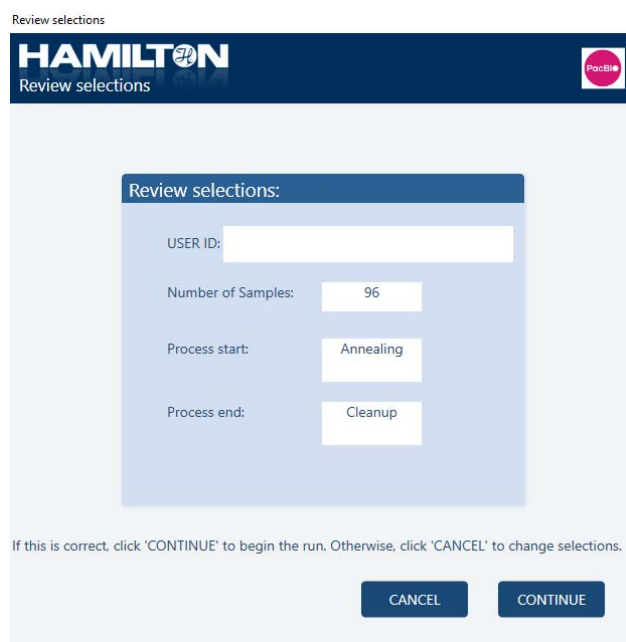 Review selections
HAMILTON
Review selections
PacBio
Review selections:
USER ID:
Number of Samples: 96
Process start: Annealing
Process end: Cleanup
If this is correct, click 'CONTINUE' to begin the run. Otherwise, click 'CANCEL' to change selections.
CANCEL CONTINUE